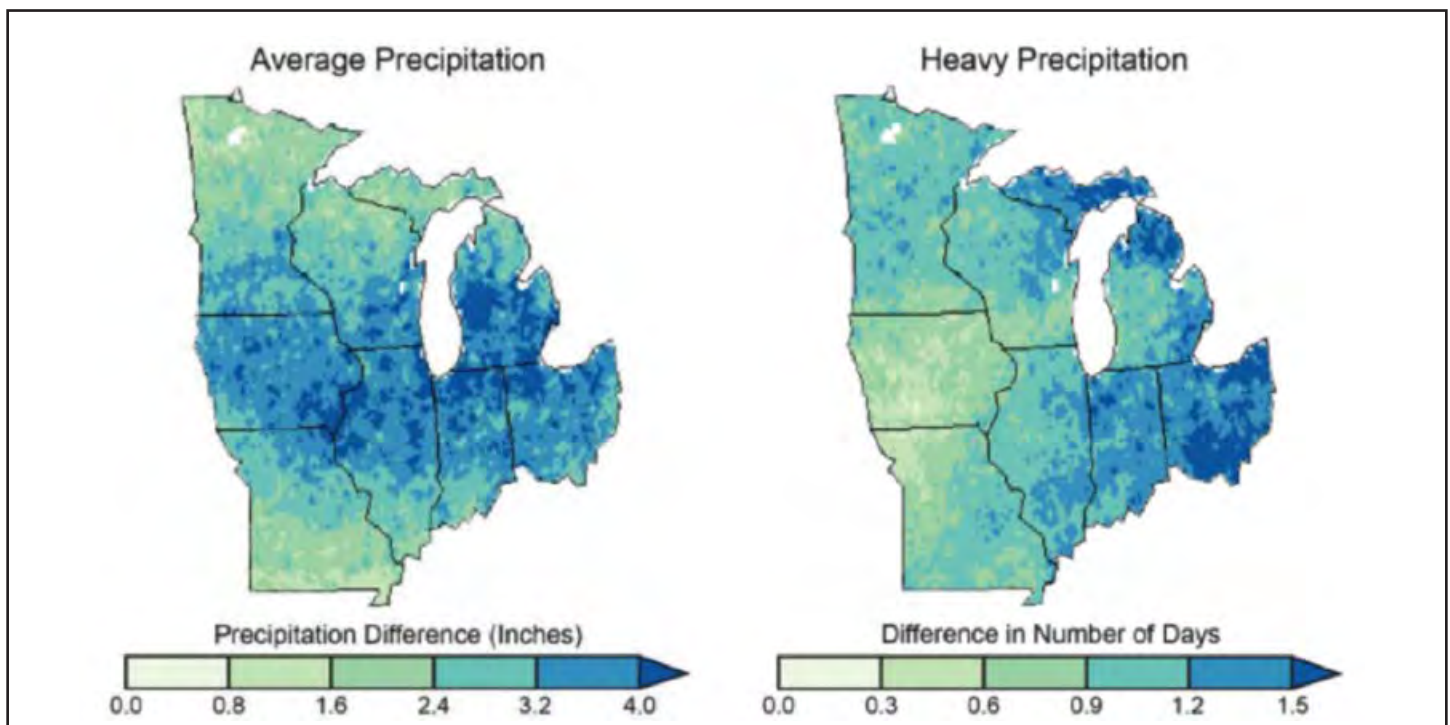 Average Precipitation
Heavy Precipitation
Precipitation Difference (Inches)
0.0 0.8 1.6 2.4 3.2 4.0
Difference in Number of Days
0.0 0.3 0.6 0.9 1.2 1.5